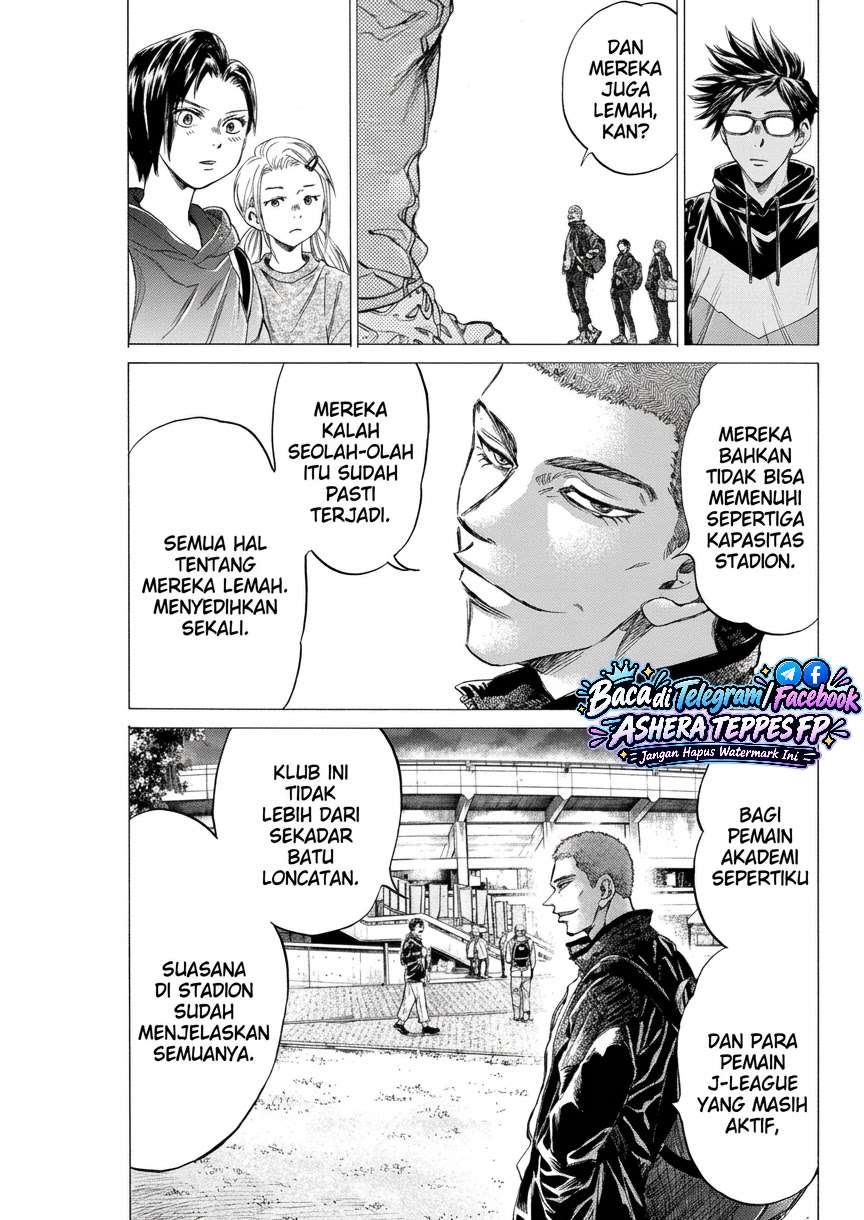 DAN
MEREKA
JUGA
LEMAH,
KAN?
MEREKA
BAHKAN
TIDAK BISA
MEMENUHI
SEPERTIGA
KAPASITAS
STADION.
MEREKA
KALAH
SEOLAH-OLAH
ITU SUDAH
PASTI
TERJADI.
SEMUA HAL
TENTANG
MEREKA LEMAH.
MENYEDIHKAN
SEKALI.
Baca di Telegram/Facebook
ASHERA TEPPES FP
Jangan Hapus Watermark Ini
BAGI
PEMAIN
AKADEMI
SEPERTIKU
DAN PARA
PEMAIN
J-LEAGUE
YANG MASIH
AKTIF,
KLUB INI
TIDAK
LEBIH DARI
SEKADAR
BATU
LONCATAN.
SUASANA
DI STADION
SUDAH
MENJELASKAN
SEMUANYA.